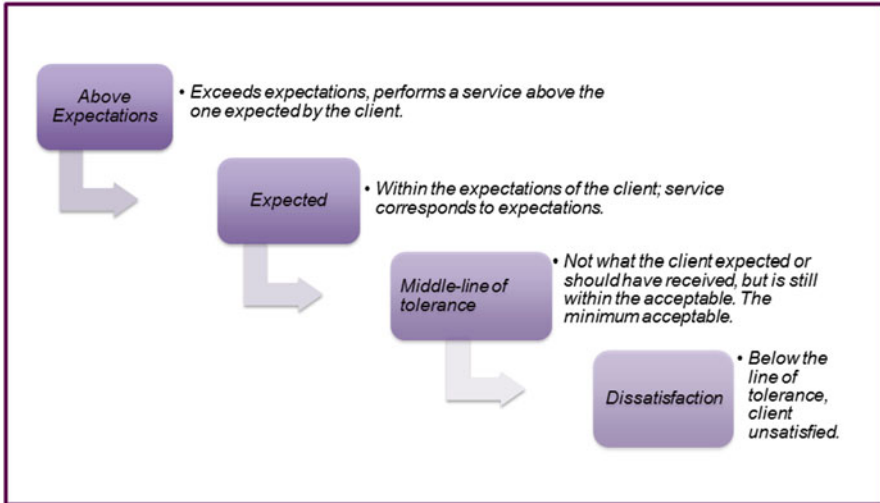 Above
Expectations
• Exceeds expectations, performs a service above the
one expected by the client.
Expected
• Within the expectations of the client; service
corresponds to expectations.
Middle-line of
tolerance
• Not what the client expected or
should have received, but is still
within the acceptable. The
minimum acceptable.
Dissatisfaction
• Below the
line of
tolerance,
client
unsatisfied.